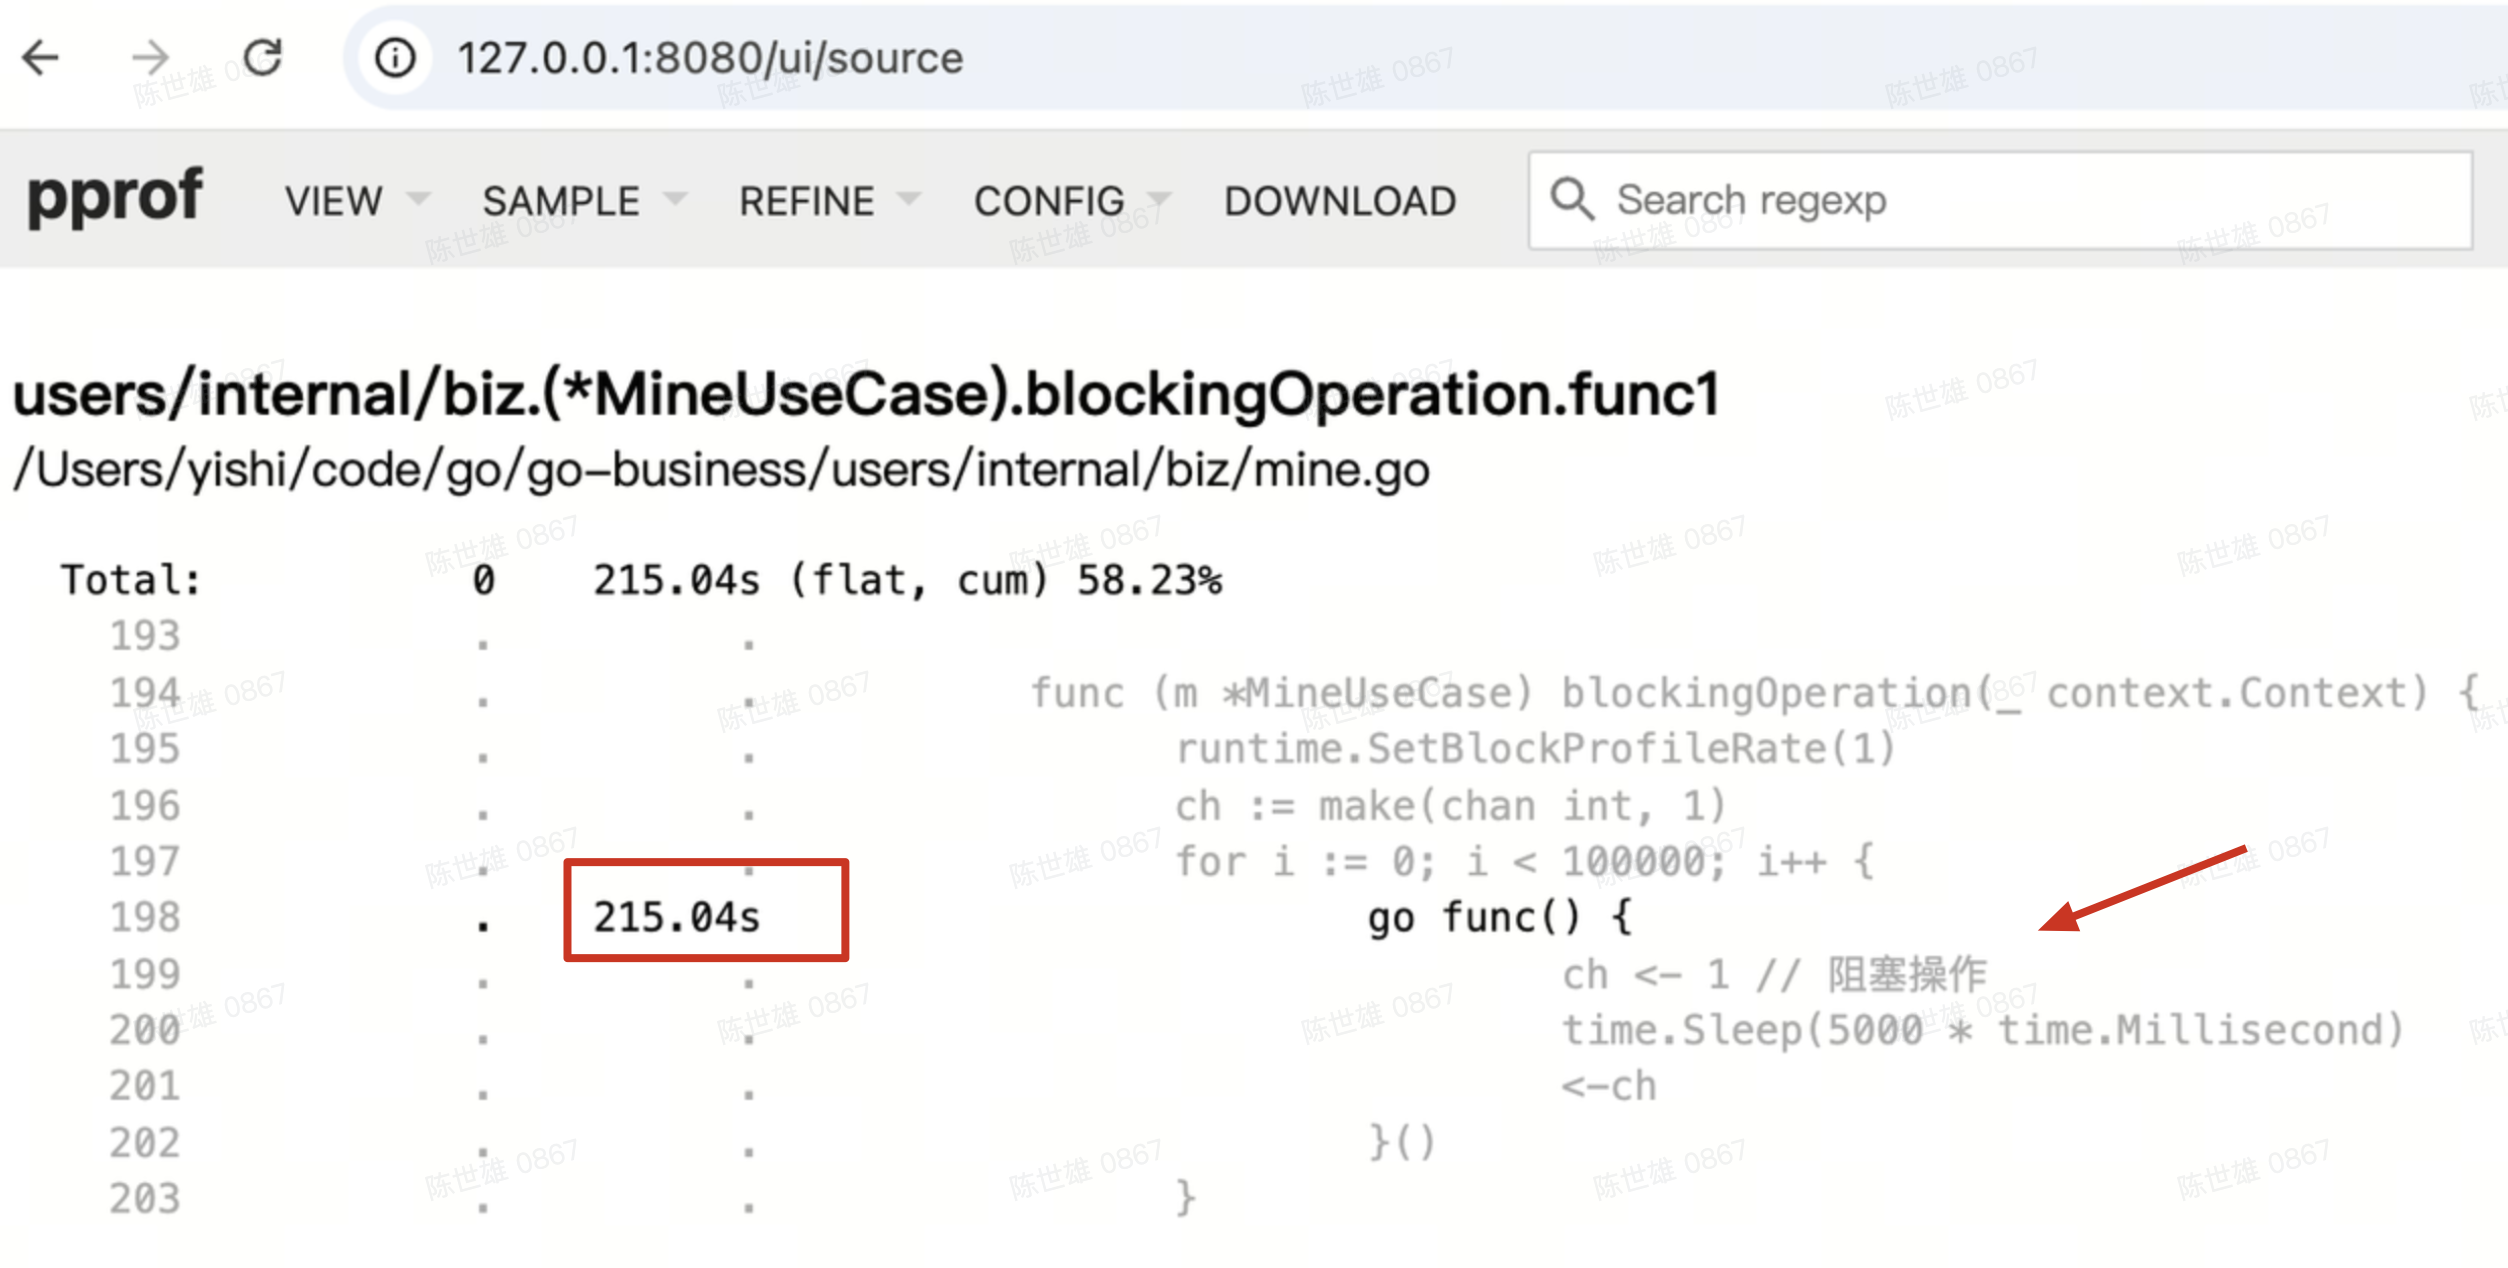 127.0.0.1:8080/ui/source
pprof VIEW SAMPLE REFINE CONFIG DOWNLOAD Search regexp
users/internal/biz.(*MineUseCase).blockingOperation.func1
/Users/yishi/code/go/go-business/users/internal/biz/mine.go
Total: 0 215.04s (flat, cum) 58.23%
193 . .
194 . . func (m *MineUseCase) blockingOperation(_ context.Context) {
195 . . runtime.SetBlockProfileRate(1)
196 . . ch := make(chan int, 1)
197 . . for i := 0; i < 100000; i++ {
198 . 215.04s go func() {
199 . . ch <- 1 // 阻塞操作
200 . . time.Sleep(5000 * time.Millisecond)
201 . . <-ch
202 . . }()
203 . . }
陈世雄 0867